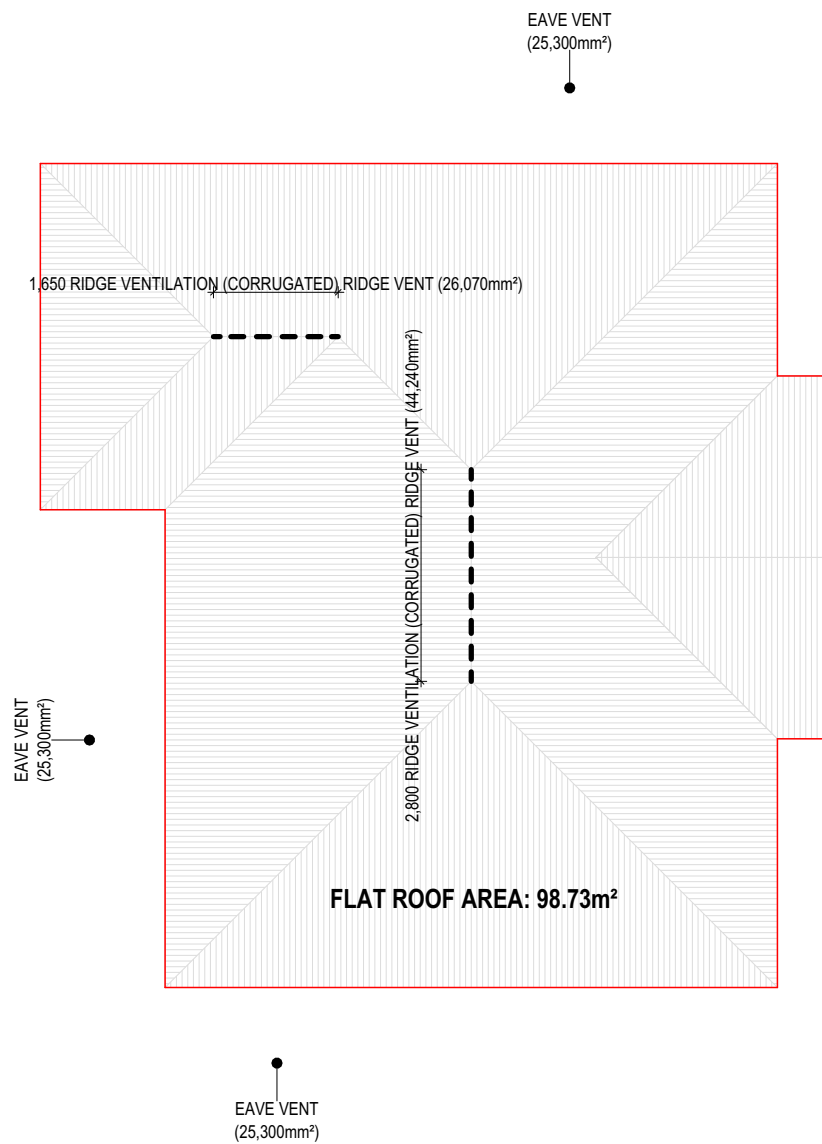 EAVE VENT
(25,300mm²)
1,650 RIDGE VENTILATION (CORRUGATED) RIDGE VENT (26,070mm²)
2,800 RIDGE VENTILATION (CORRUGATED) RIDGE VENT (44,240mm²)
EAVE VENT
(25,300mm²)
FLAT ROOF AREA: 98.73m²
EAVE VENT
(25,300mm²)